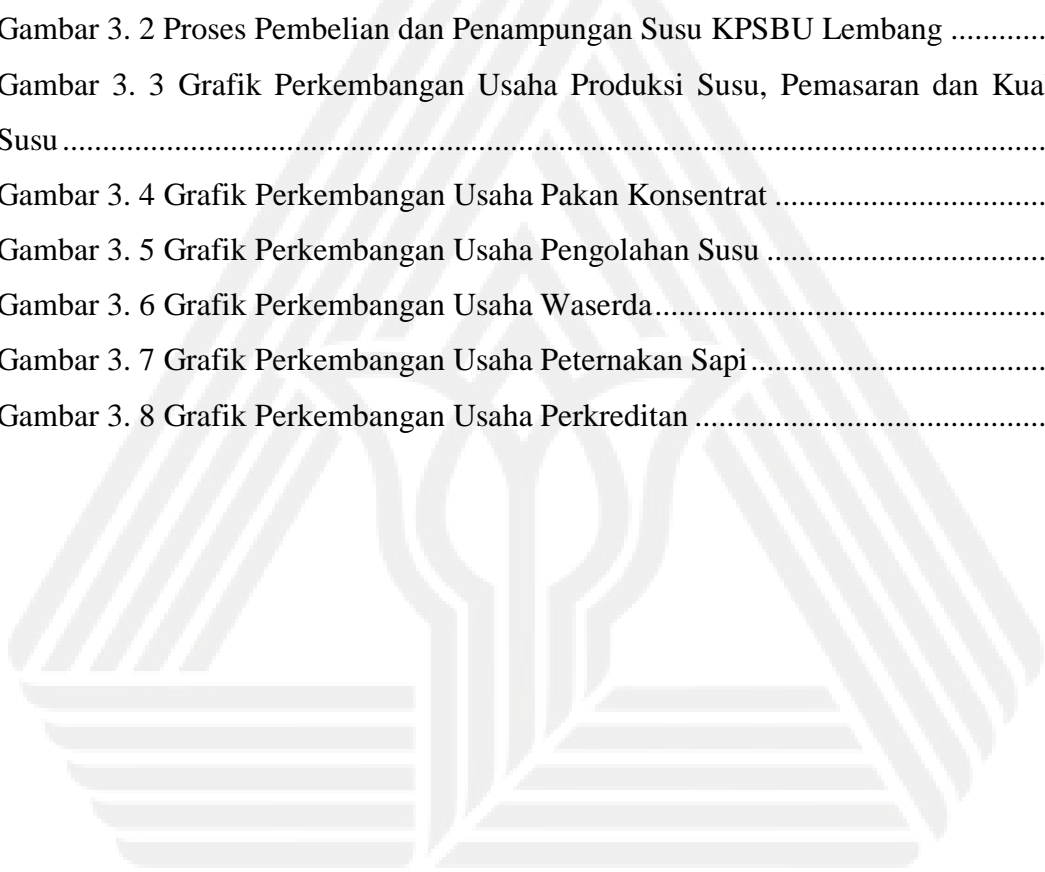 Gambar 3. 2 Proses Pembelian dan Penampungan Susu KPSBU Lembang ............
Gambar 3. 3 Grafik Perkembangan Usaha Produksi Susu, Pemasaran dan Kua
Susu ..........................................................................................................................
Gambar 3. 4 Grafik Perkembangan Usaha Pakan Konsentrat ..................................
Gambar 3. 5 Grafik Perkembangan Usaha Pengolahan Susu ...................................
Gambar 3. 6 Grafik Perkembangan Usaha Waserda.................................................
Gambar 3. 7 Grafik Perkembangan Usaha Peternakan Sapi.....................................
Gambar 3. 8 Grafik Perkembangan Usaha Perkreditan ............................................